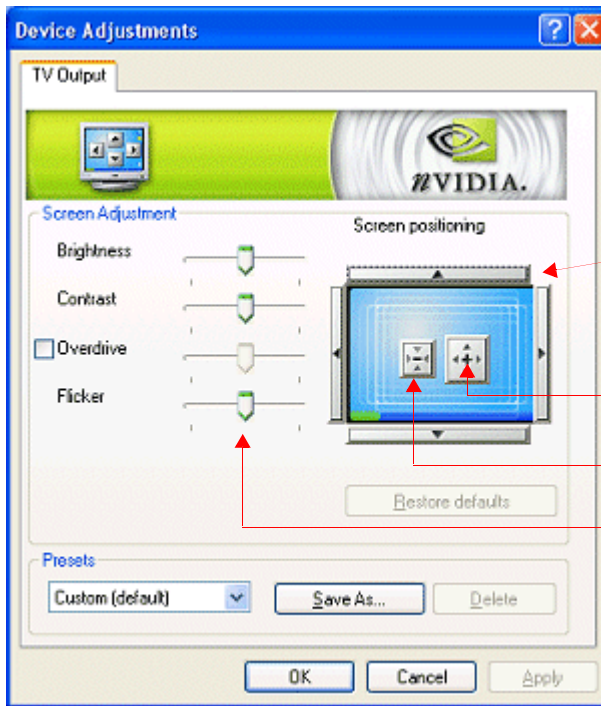 Device Adjustments
TV Output
nVIDIA.
Screen Adjustment
Screen positioning
Brightness
Contrast
Overdrive
Flicker
Restore defaults
Presets
Custom (default)
Save As...
Delete
OK
Cancel
Apply